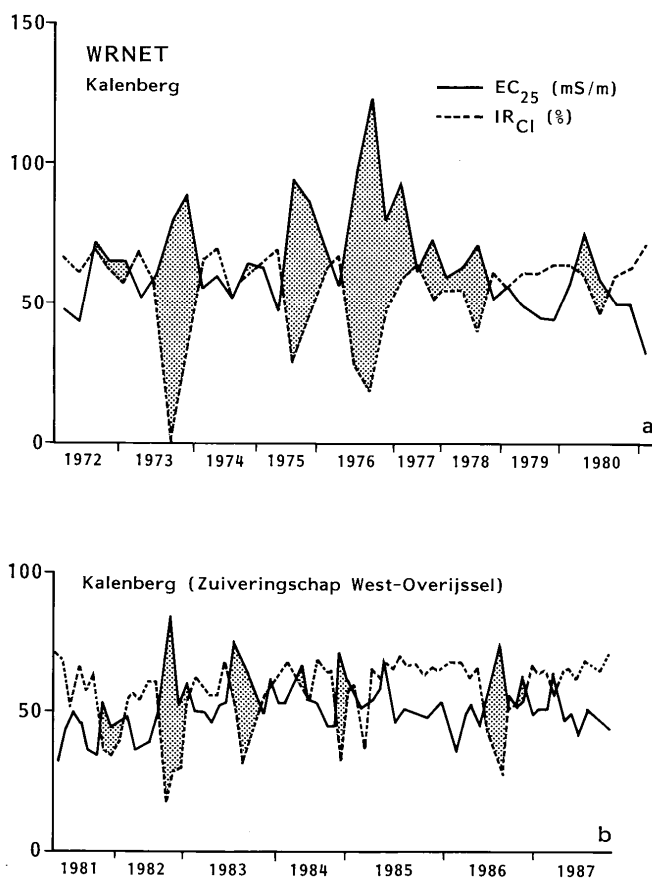 150
WRNET
Kalenberg
EC25 (mS/m)
IRCl (%)
100
50
0
a
1972 1973 1974 1975 1976 1977 1978 1979 1980
100
Kalenberg (Zuiveringschap West-Overijssel)
50
0
b
1981 1982 1983 1984 1985 1986 1987